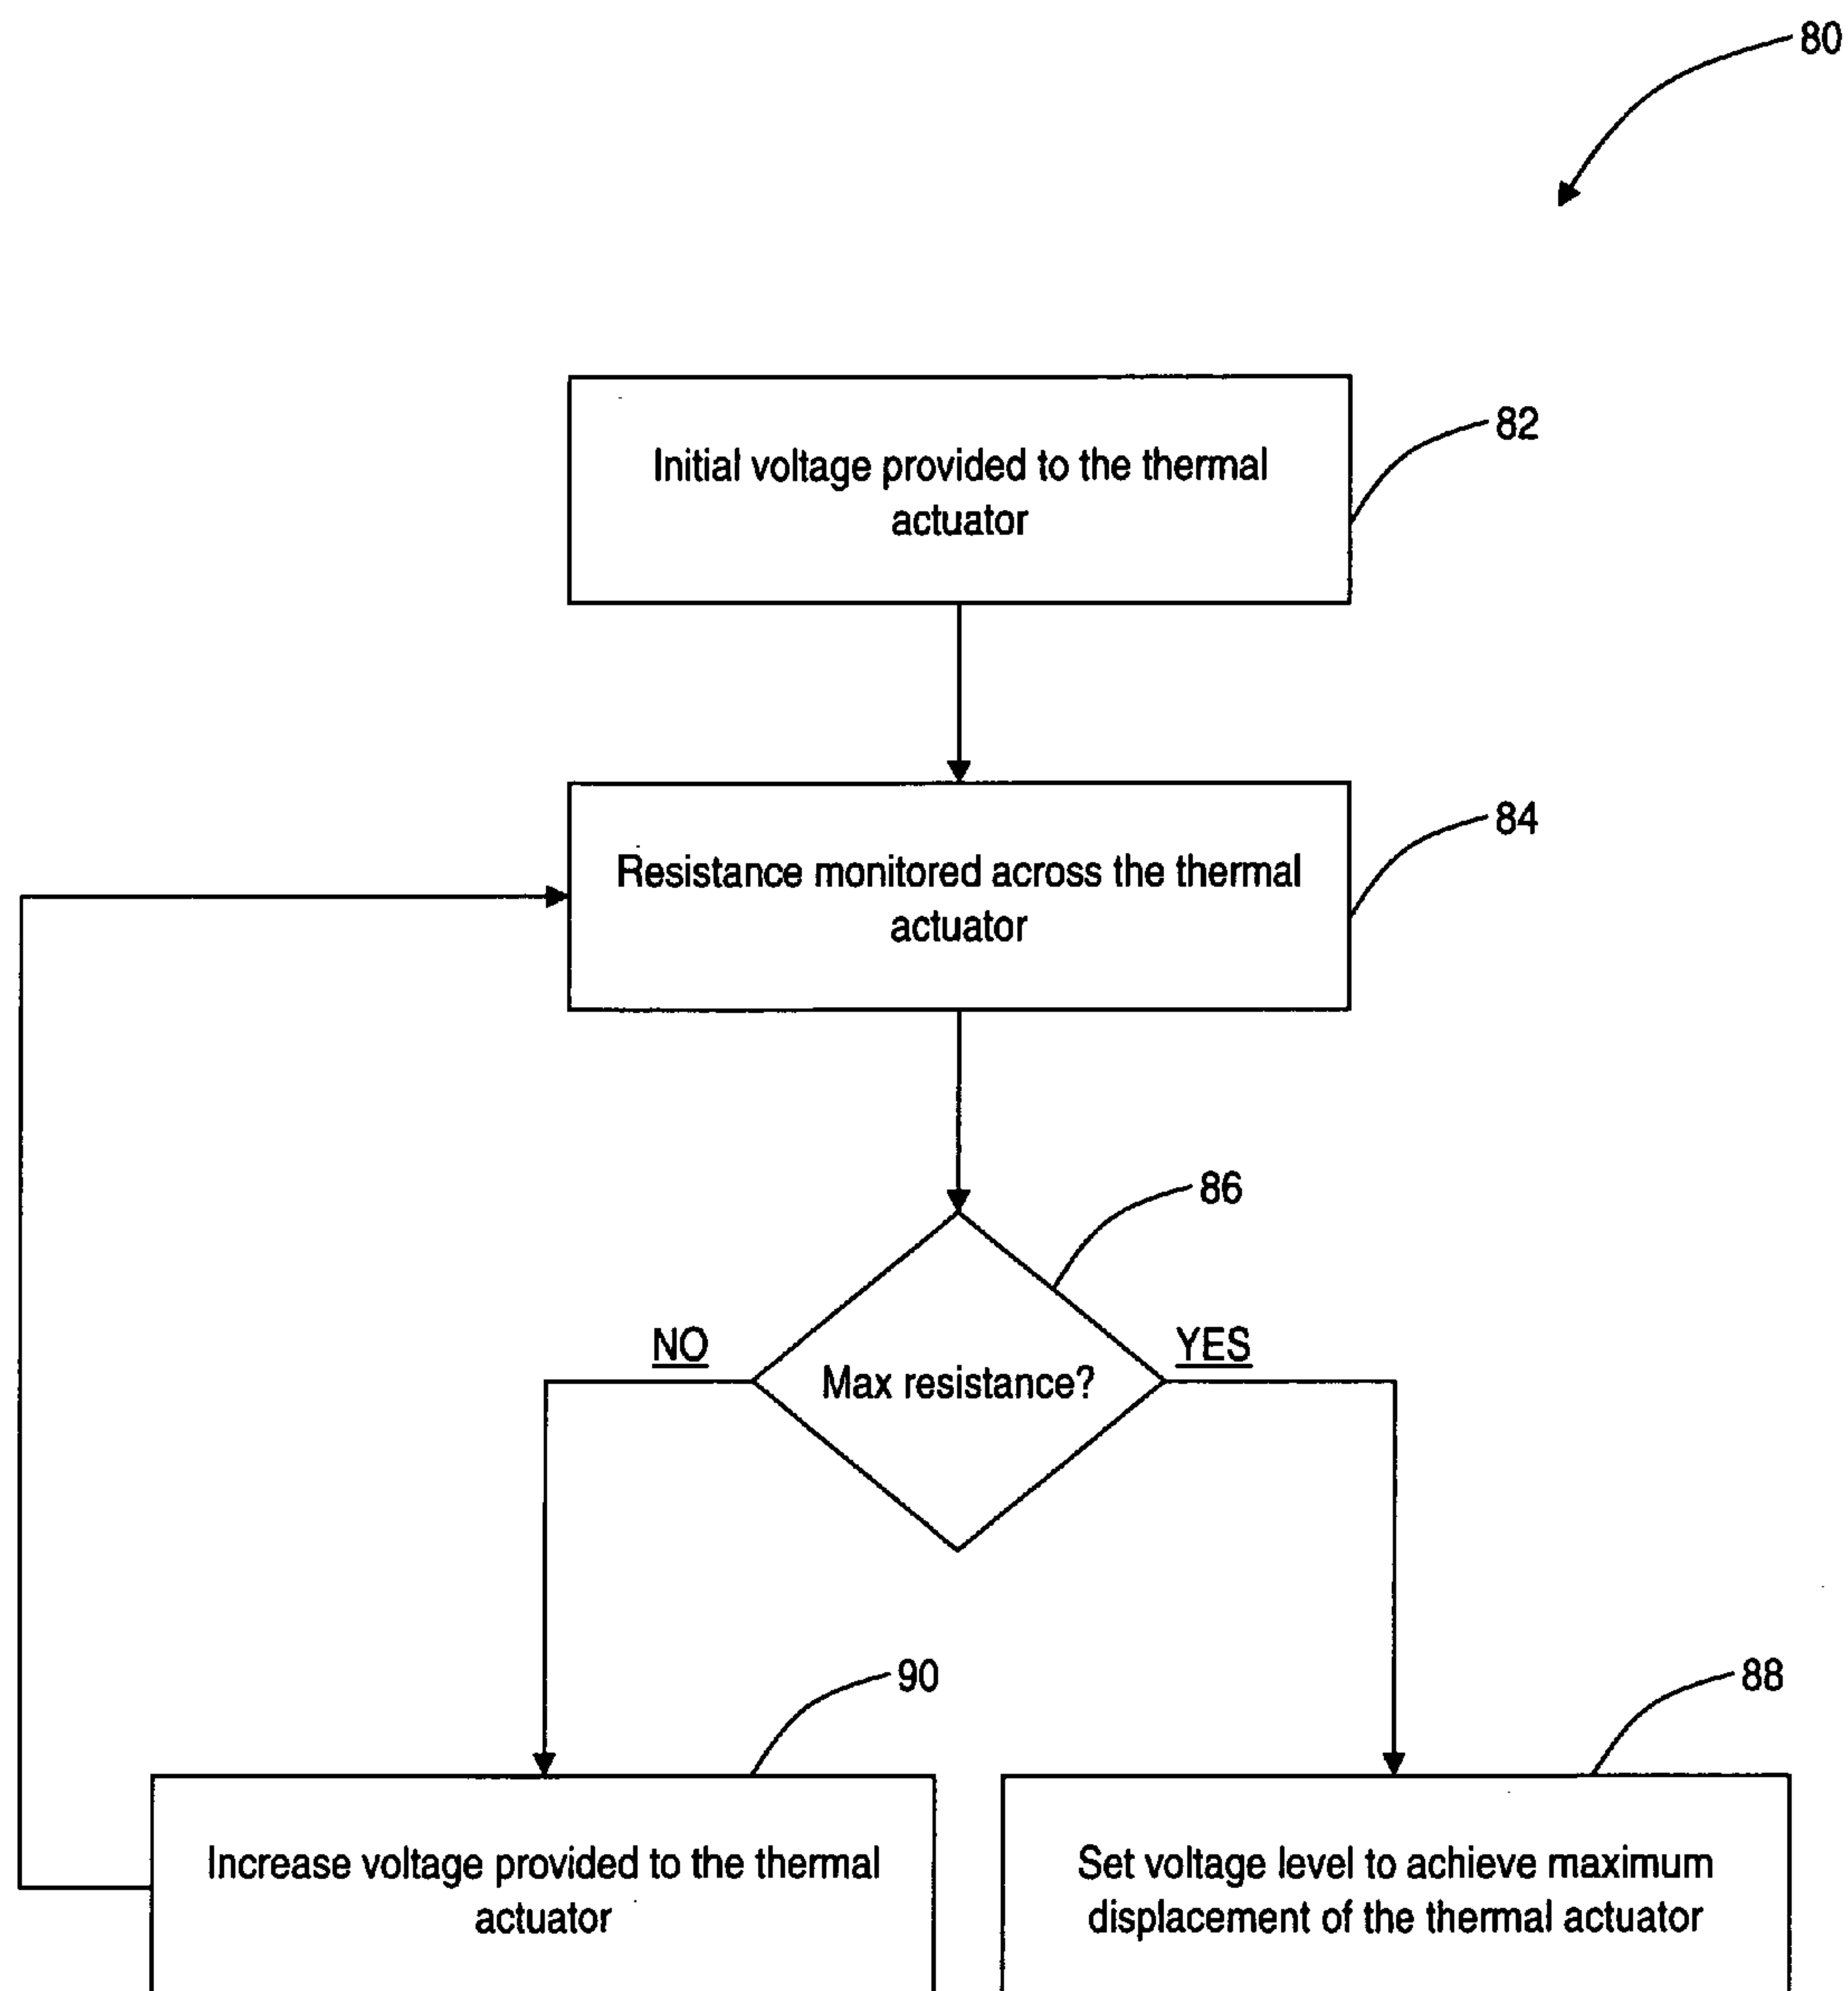 80
Initial voltage provided to the thermal
actuator
82
Resistance monitored across the thermal
actuator
84
86
NO
YES
Max resistance?
90
88
Increase voltage provided to the thermal
actuator
Set voltage level to achieve maximum
displacement of the thermal actuator